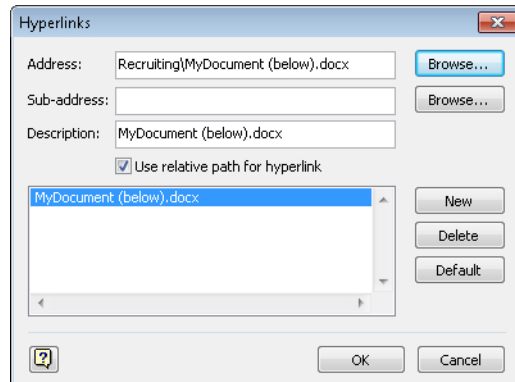 Hyperlinks
Address: Recruiting\MyDocument (below).docx Browse...
Sub-address: Browse...
Description: MyDocument (below).docx
Use relative path for hyperlink
MyDocument (below).docx New
Delete
Default
? OK Cancel